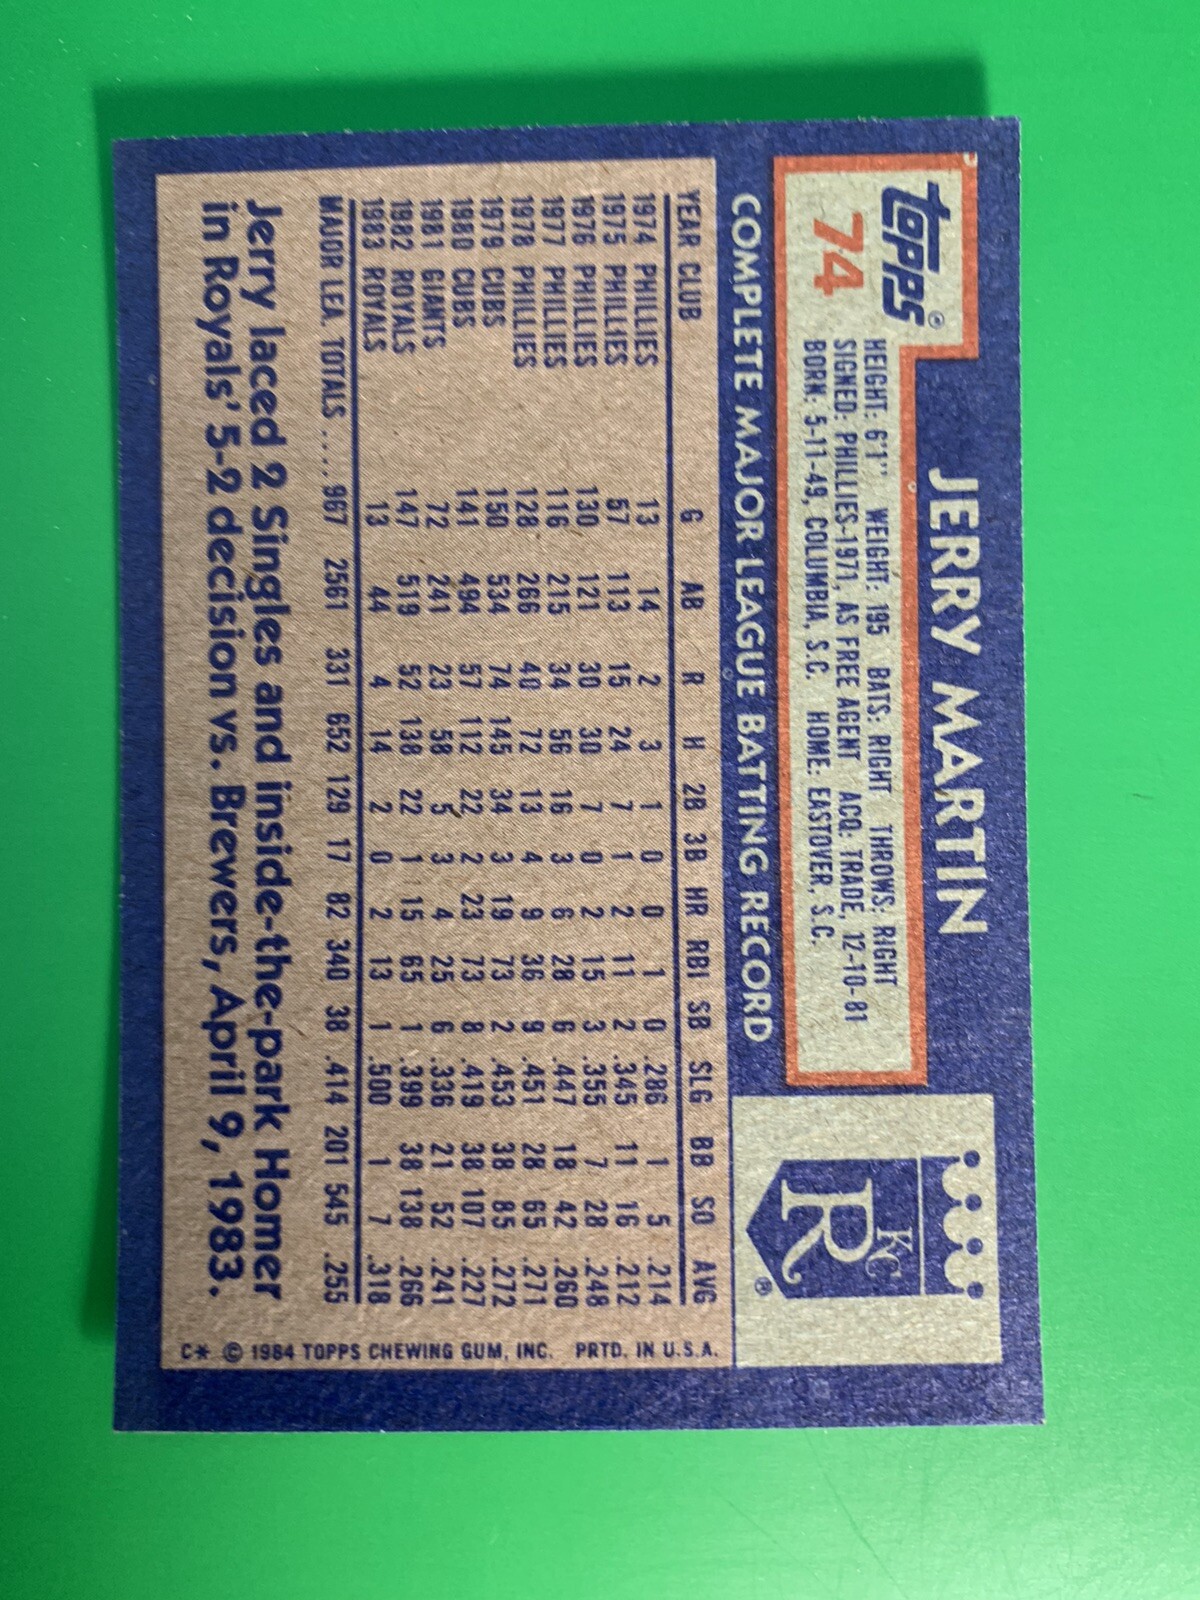 topps®
74
JERRY MARTIN
HEIGHT: 6'1" WEIGHT: 195 BATS: RIGHT THROWS: RIGHT
SIGNED: PHILLIES-1971, AS FREE AGENT ACQ: TRADE, 12-10-81
BORN: 5-11-49, COLUMBIA, S.C. HOME: EASTOVER, S.C.
KC
R®
COMPLETE MAJOR LEAGUE BATTING RECORD
YEAR CLUB G AB R H 2B 3B HR RBI SB SLG BB SO AVG
1974 PHILLIES 13 14 2 3 1 0 0 1 0 .286 1 5 .214
1975 PHILLIES 57 113 15 24 7 1 2 11 2 .345 11 16 .212
1976 PHILLIES 130 121 30 30 7 0 2 15 3 .355 7 28 .248
1977 PHILLIES 116 215 34 56 16 3 6 28 6 .447 18 42 .260
1978 PHILLIES 128 266 40 72 13 4 9 36 9 .451 28 65 .271
1979 CUBS 150 534 74 145 34 3 19 73 2 .453 38 85 .272
1980 CUBS 141 494 57 112 22 2 23 73 8 .419 38 107 .227
1981 GIANTS 72 241 23 58 5 3 4 25 6 .336 21 52 .241
1982 ROYALS 147 519 52 138 22 1 15 65 1 .399 38 138 .266
1983 ROYALS 13 44 4 14 2 0 2 13 1 .500 1 7 .318
MAJOR LEA. TOTALS ..... 967 2561 331 652 129 17 82 340 38 .414 201 545 .255
Jerry laced 2 Singles and inside-the-park Homer
in Royals' 5-2 decision vs. Brewers, April 9, 1983.
C* © 1984 TOPPS CHEWING GUM, INC. PRTD. IN U.S.A.